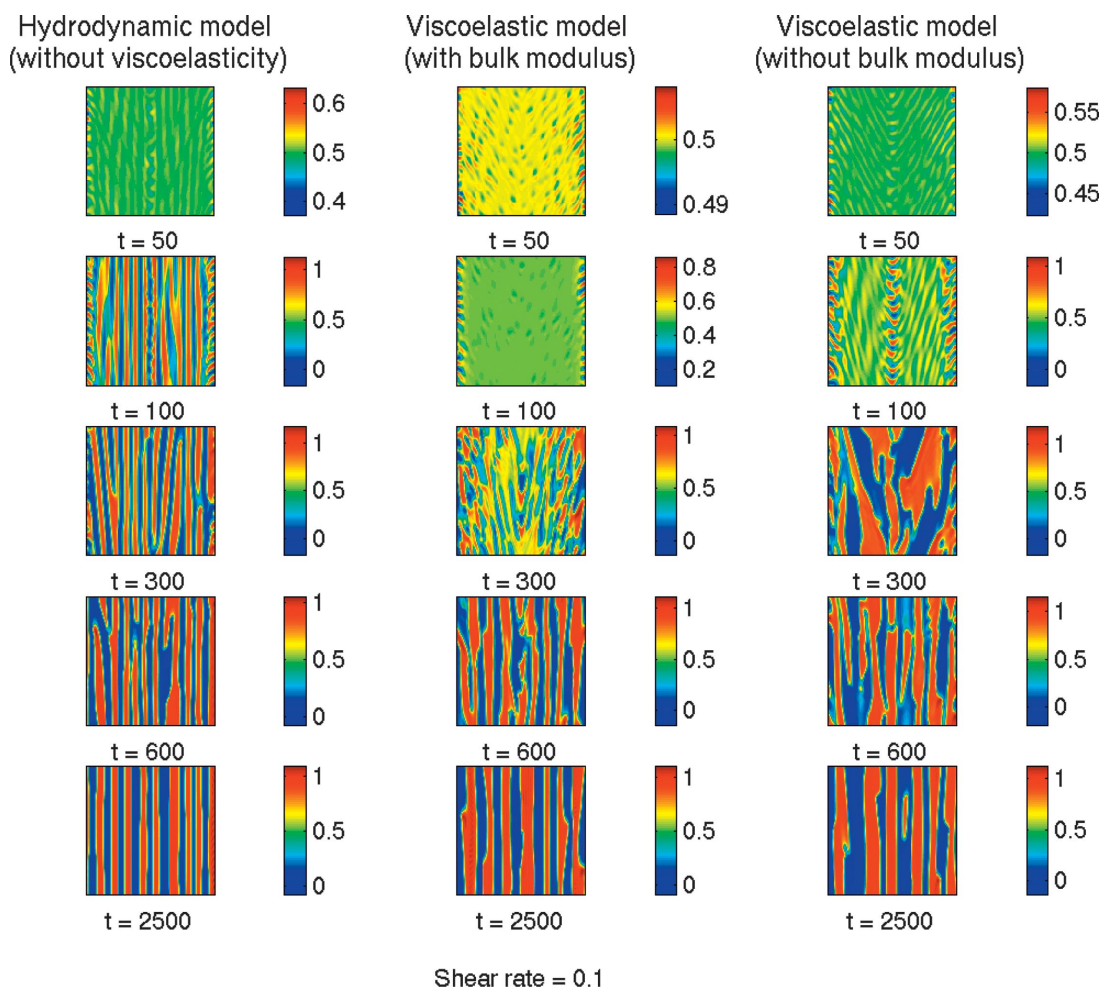 Hydrodynamic model
(without viscoelasticity)
Viscoelastic model
(with bulk modulus)
Viscoelastic model
(without bulk modulus)
0.6
0.5
0.4
0.5
0.49
0.55
0.5
0.45
t = 50
t = 50
t = 50
1
0.5
0
0.8
0.6
0.4
0.2
1
0.5
0
t = 100
t = 100
t = 100
1
0.5
0
1
0.5
0
1
0.5
0
t = 300
t = 300
t = 300
1
0.5
0
1
0.5
0
1
0.5
0
t = 600
t = 600
t = 600
1
0.5
0
1
0.5
0
1
0.5
0
t = 2500
t = 2500
t = 2500
Shear rate = 0.1